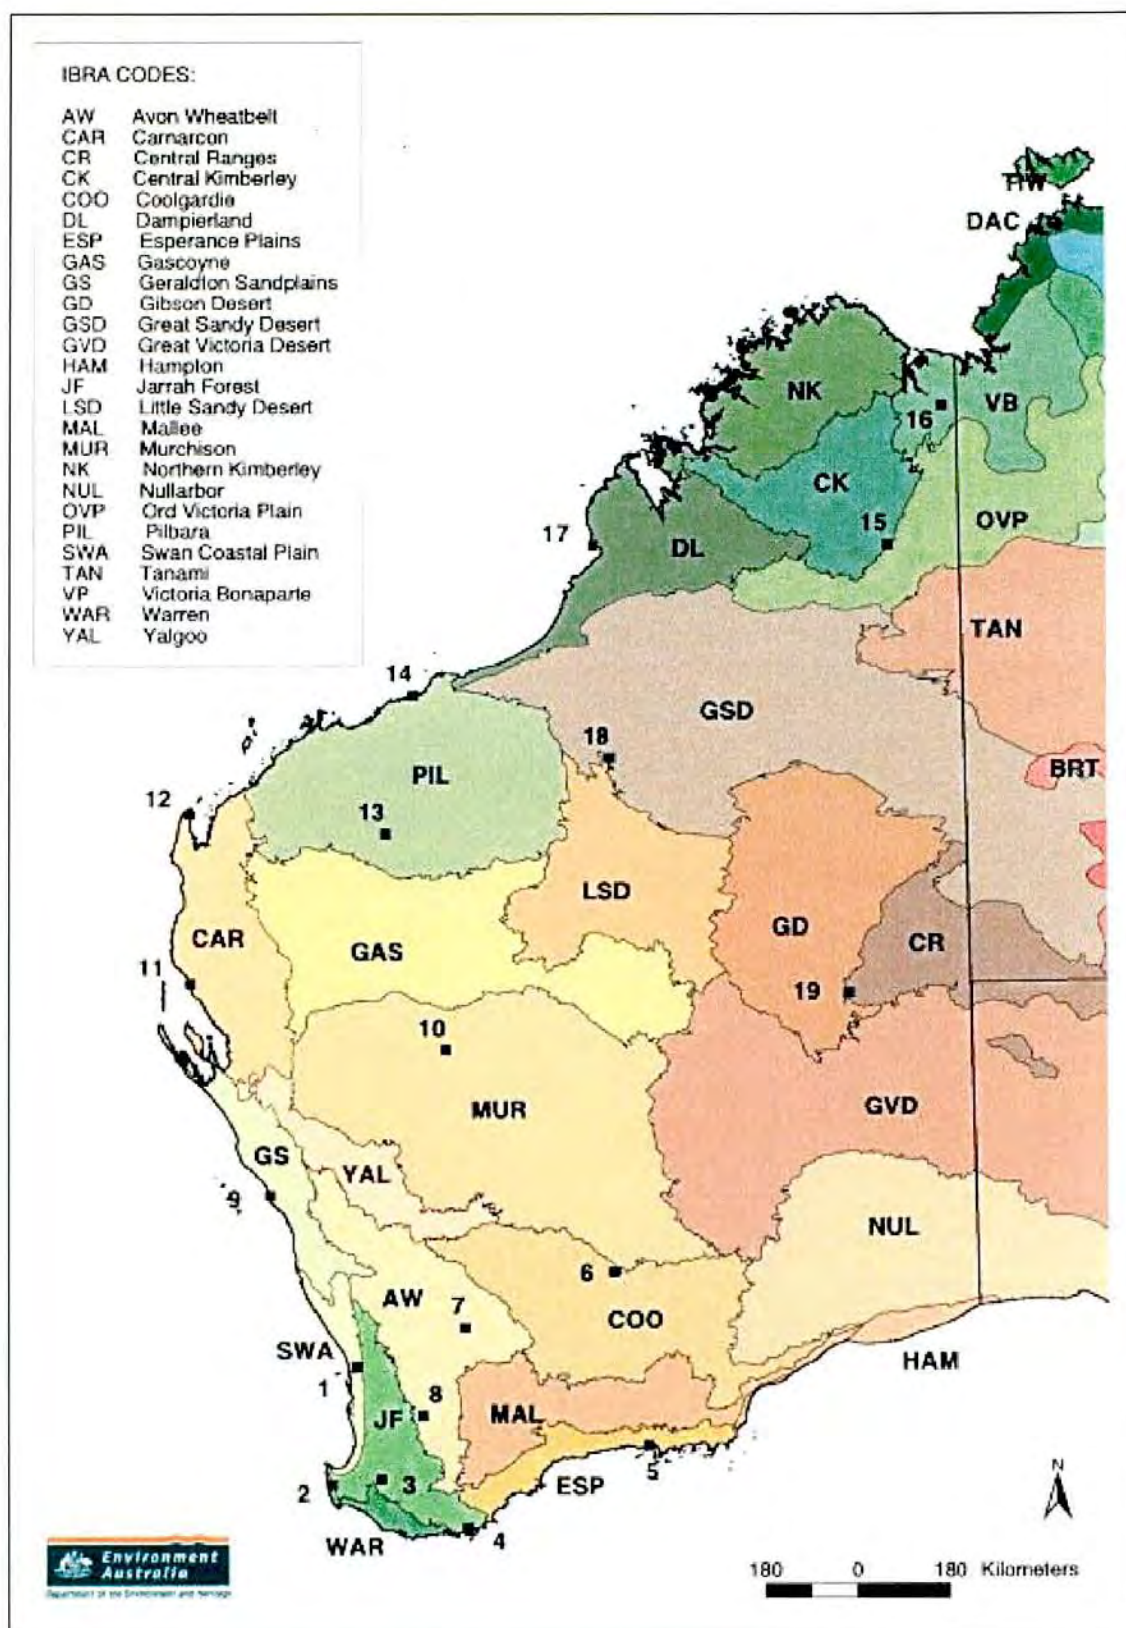 IBRA CODES:
AW Avon Wheatbelt
CAR Carnarcon
CR Central Ranges
CK Central Kimberley
COO Coolgardie
DL Dampierland
ESP Esperance Plains
GAS Gascoyne
GS Geraldton Sandplains
GD Gibson Desert
GSD Great Sandy Desert
GVD Great Victoria Desert
HAM Hampton
JF Jarrah Forest
LSD Little Sandy Desert
MAL Mallee
MUR Murchison
NK Northern Kimberley
NUL Nullarbor
OVP Ord Victoria Plain
PIL Pilbara
SWA Swan Coastal Plain
TAN Tanami
VP Victoria Bonaparte
WAR Warren
YAL Yalgoo
TIW
DAC
NK
16
VB
CK
17
15
OVP
DL
TAN
14
GSD
18
PIL
BRT
12
13
LSD
CAR
GAS
GD
CR
11
19
10
MUR
GVD
GS
YAL
9
NUL
6
AW
7
COO
SWA
HAM
1
8
JF
MAL
N
2
3
5
ESP
4
WAR
Environment
Australia
Department of the Environment and Heritage
180 0 180 Kilometers